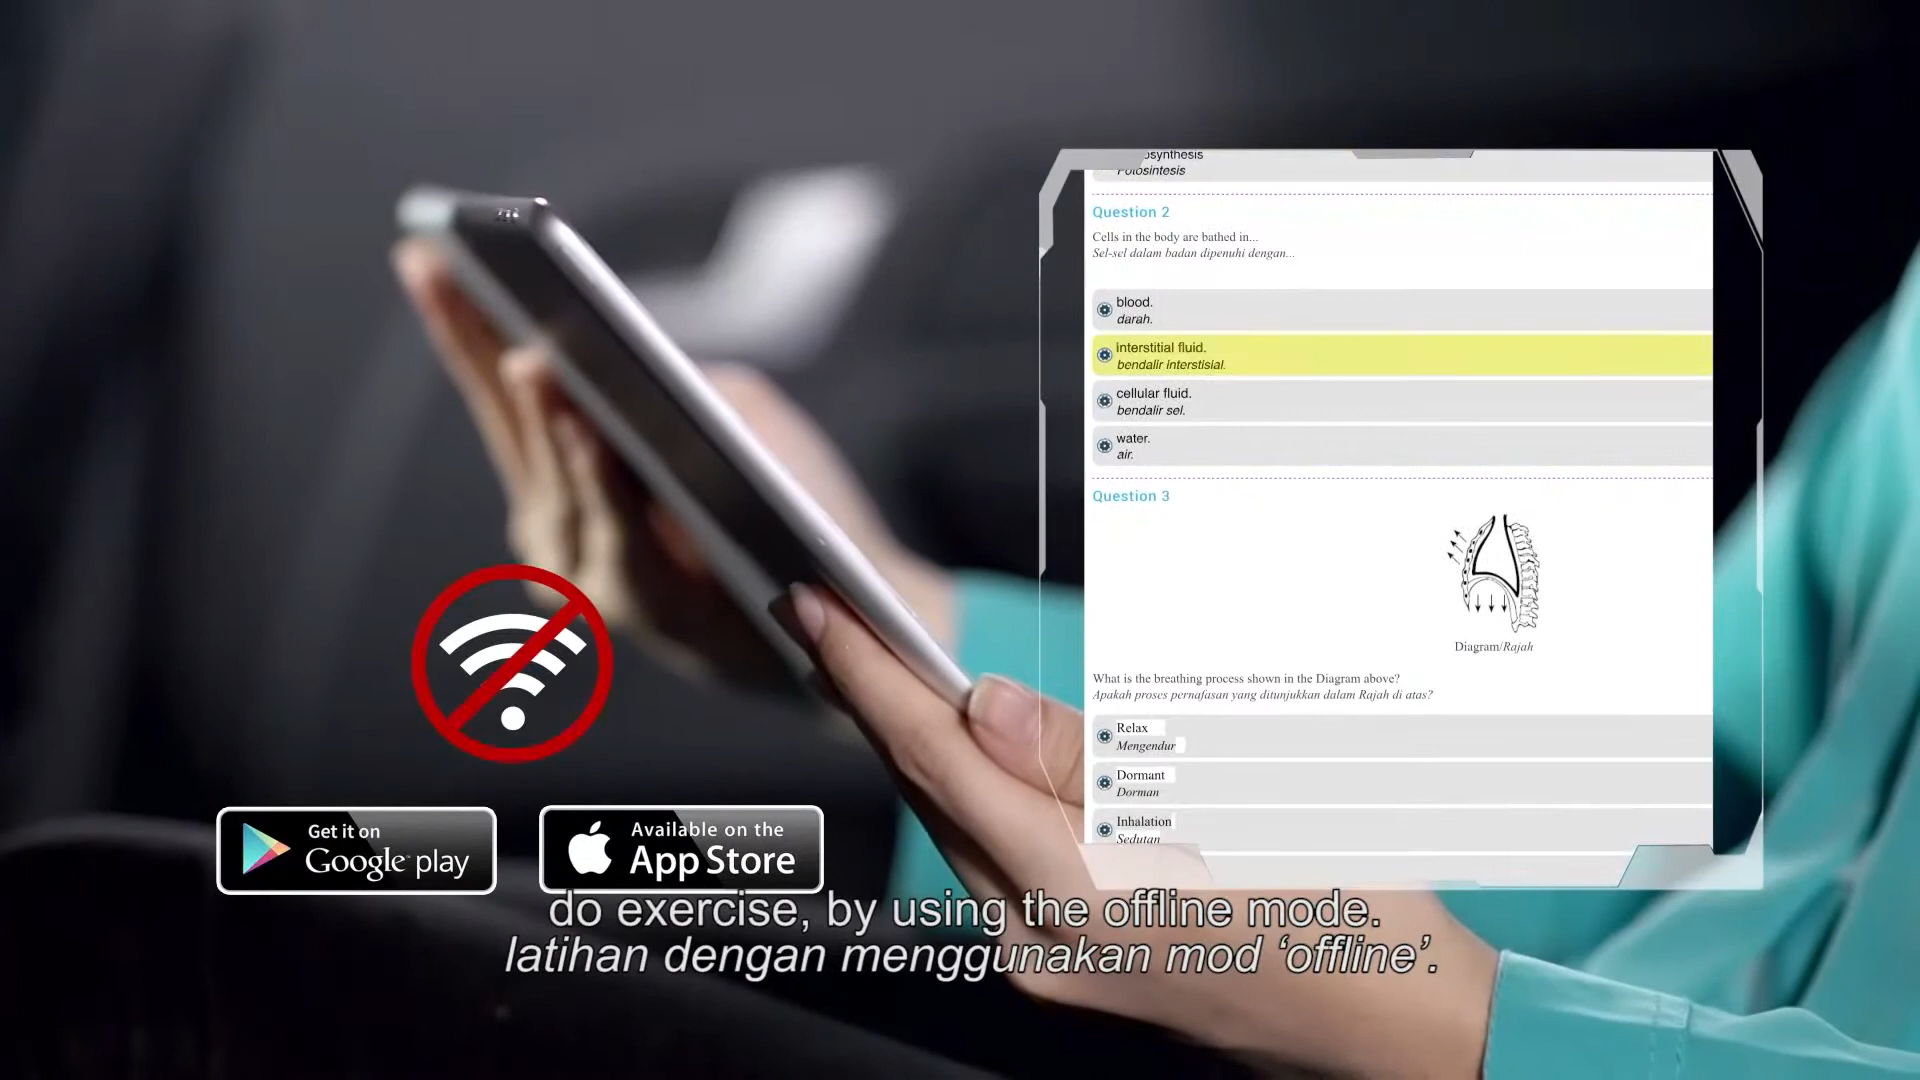 synthesis
Fotosintesis
Question 2
Cells in the body are bathed in...
Sel-sel dalam badan dipenuhi dengan...
blood.
darah.
interstitial fluid.
bendalir interstisial.
cellular fluid.
bendalir sel.
water.
air.
Question 3
Diagram/Rajah
What is the breathing process shown in the Diagram above?
Apakah proses pernafasan yang ditunjukkan dalam Rajah di atas?
Relax
Mengendur
Dormant
Dorman
Inhalation
Sedutan
Get it on
Google play
Available on the
App Store
do exercise, by using the offline mode.
latihan dengan menggunakan mod ‘offline’.